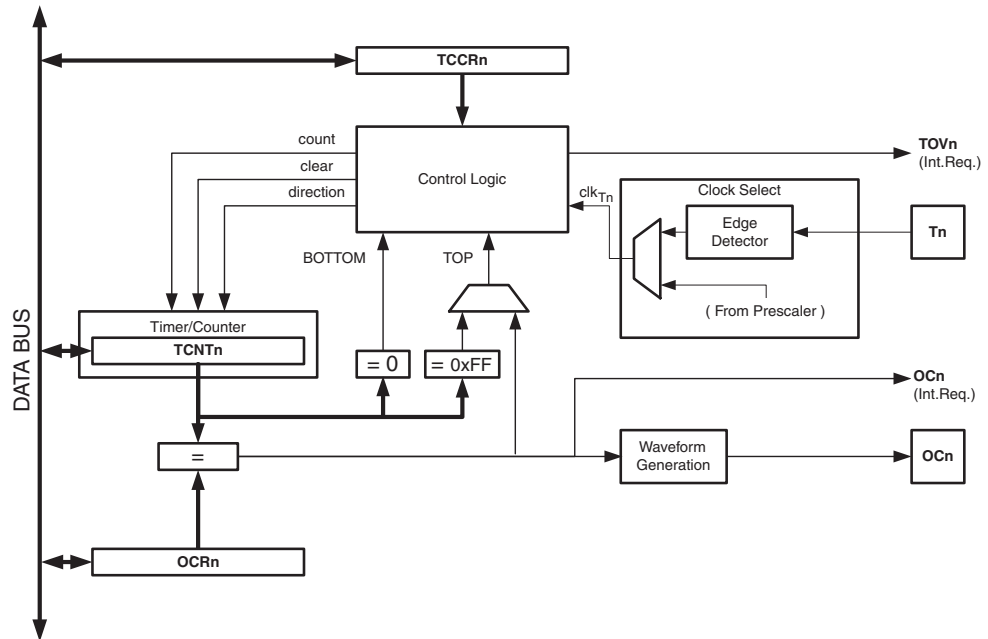 TCCRn
count
clear
direction
Control Logic
TOVn
(Int.Req.)
clkTn
Clock Select
Edge
Detector
Tn
( From Prescaler )
BOTTOM
TOP
Timer/Counter
TCNTn
= 0
= 0xFF
DATA BUS
OCn
(Int.Req.)
=
Waveform
Generation
OCn
OCRn